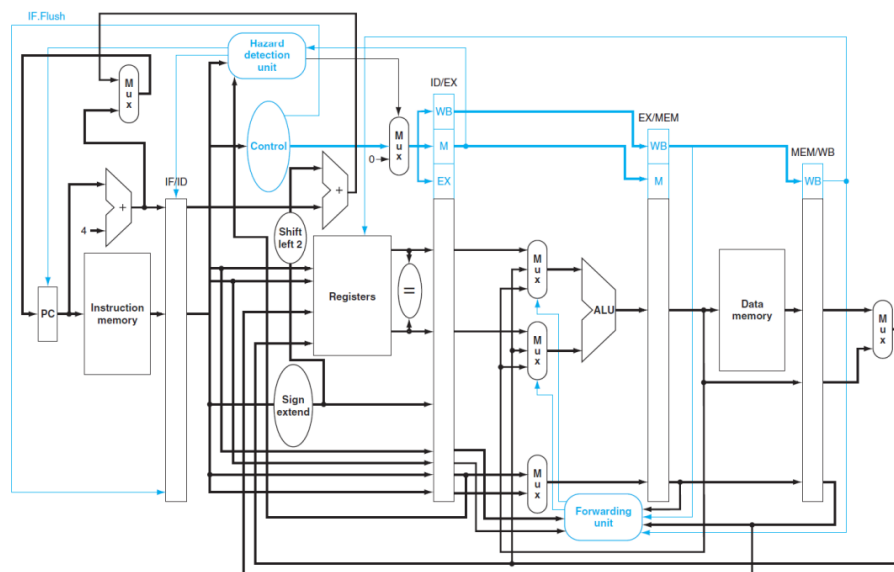 IF.Flush
Hazard
detection
unit
ID/EX
M
u
x
WB
EX/MEM
Control
M
u
x
M
WB
MEM/WB
0
IF/ID
+
EX
M
WB
+
4
Shift
left 2
PC
Instruction
memory
Registers
=
M
u
x
ALU
Data
memory
M
u
x
M
u
x
Sign
extend
M
u
x
Forwarding
unit